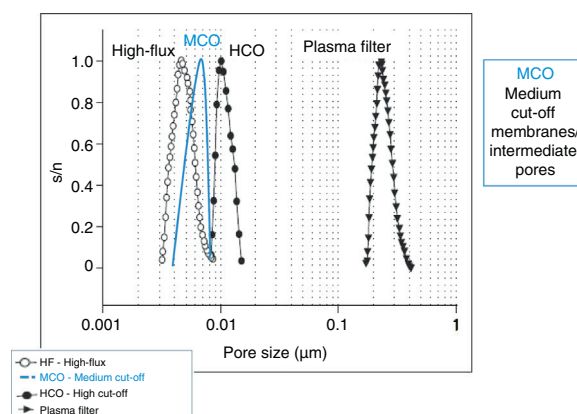 MCO
High-flux
HCO
Plasma filter
1.0
0.8
0.6
0.4
0.2
0
s/n
0.001
0.01
0.1
1
Pore size (µm)
MCO
Medium
cut-off
membranes/
intermediate
pores
HF - High-flux
MCO - Medium cut-off
HCO - High cut-off
Plasma filter